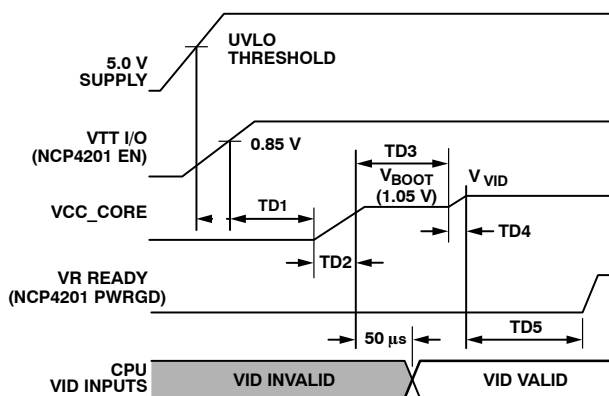 UVLO
THRESHOLD
5.0 V
SUPPLY
VTT I/O
(NCP4201 EN)
0.85 V
TD3
VBOOT
(1.05 V)
V VID
VCC_CORE
TD1
TD4
TD2
VR READY
(NCP4201 PWRGD)
50 μs
TD5
CPU
VID INPUTS
VID INVALID
VID VALID